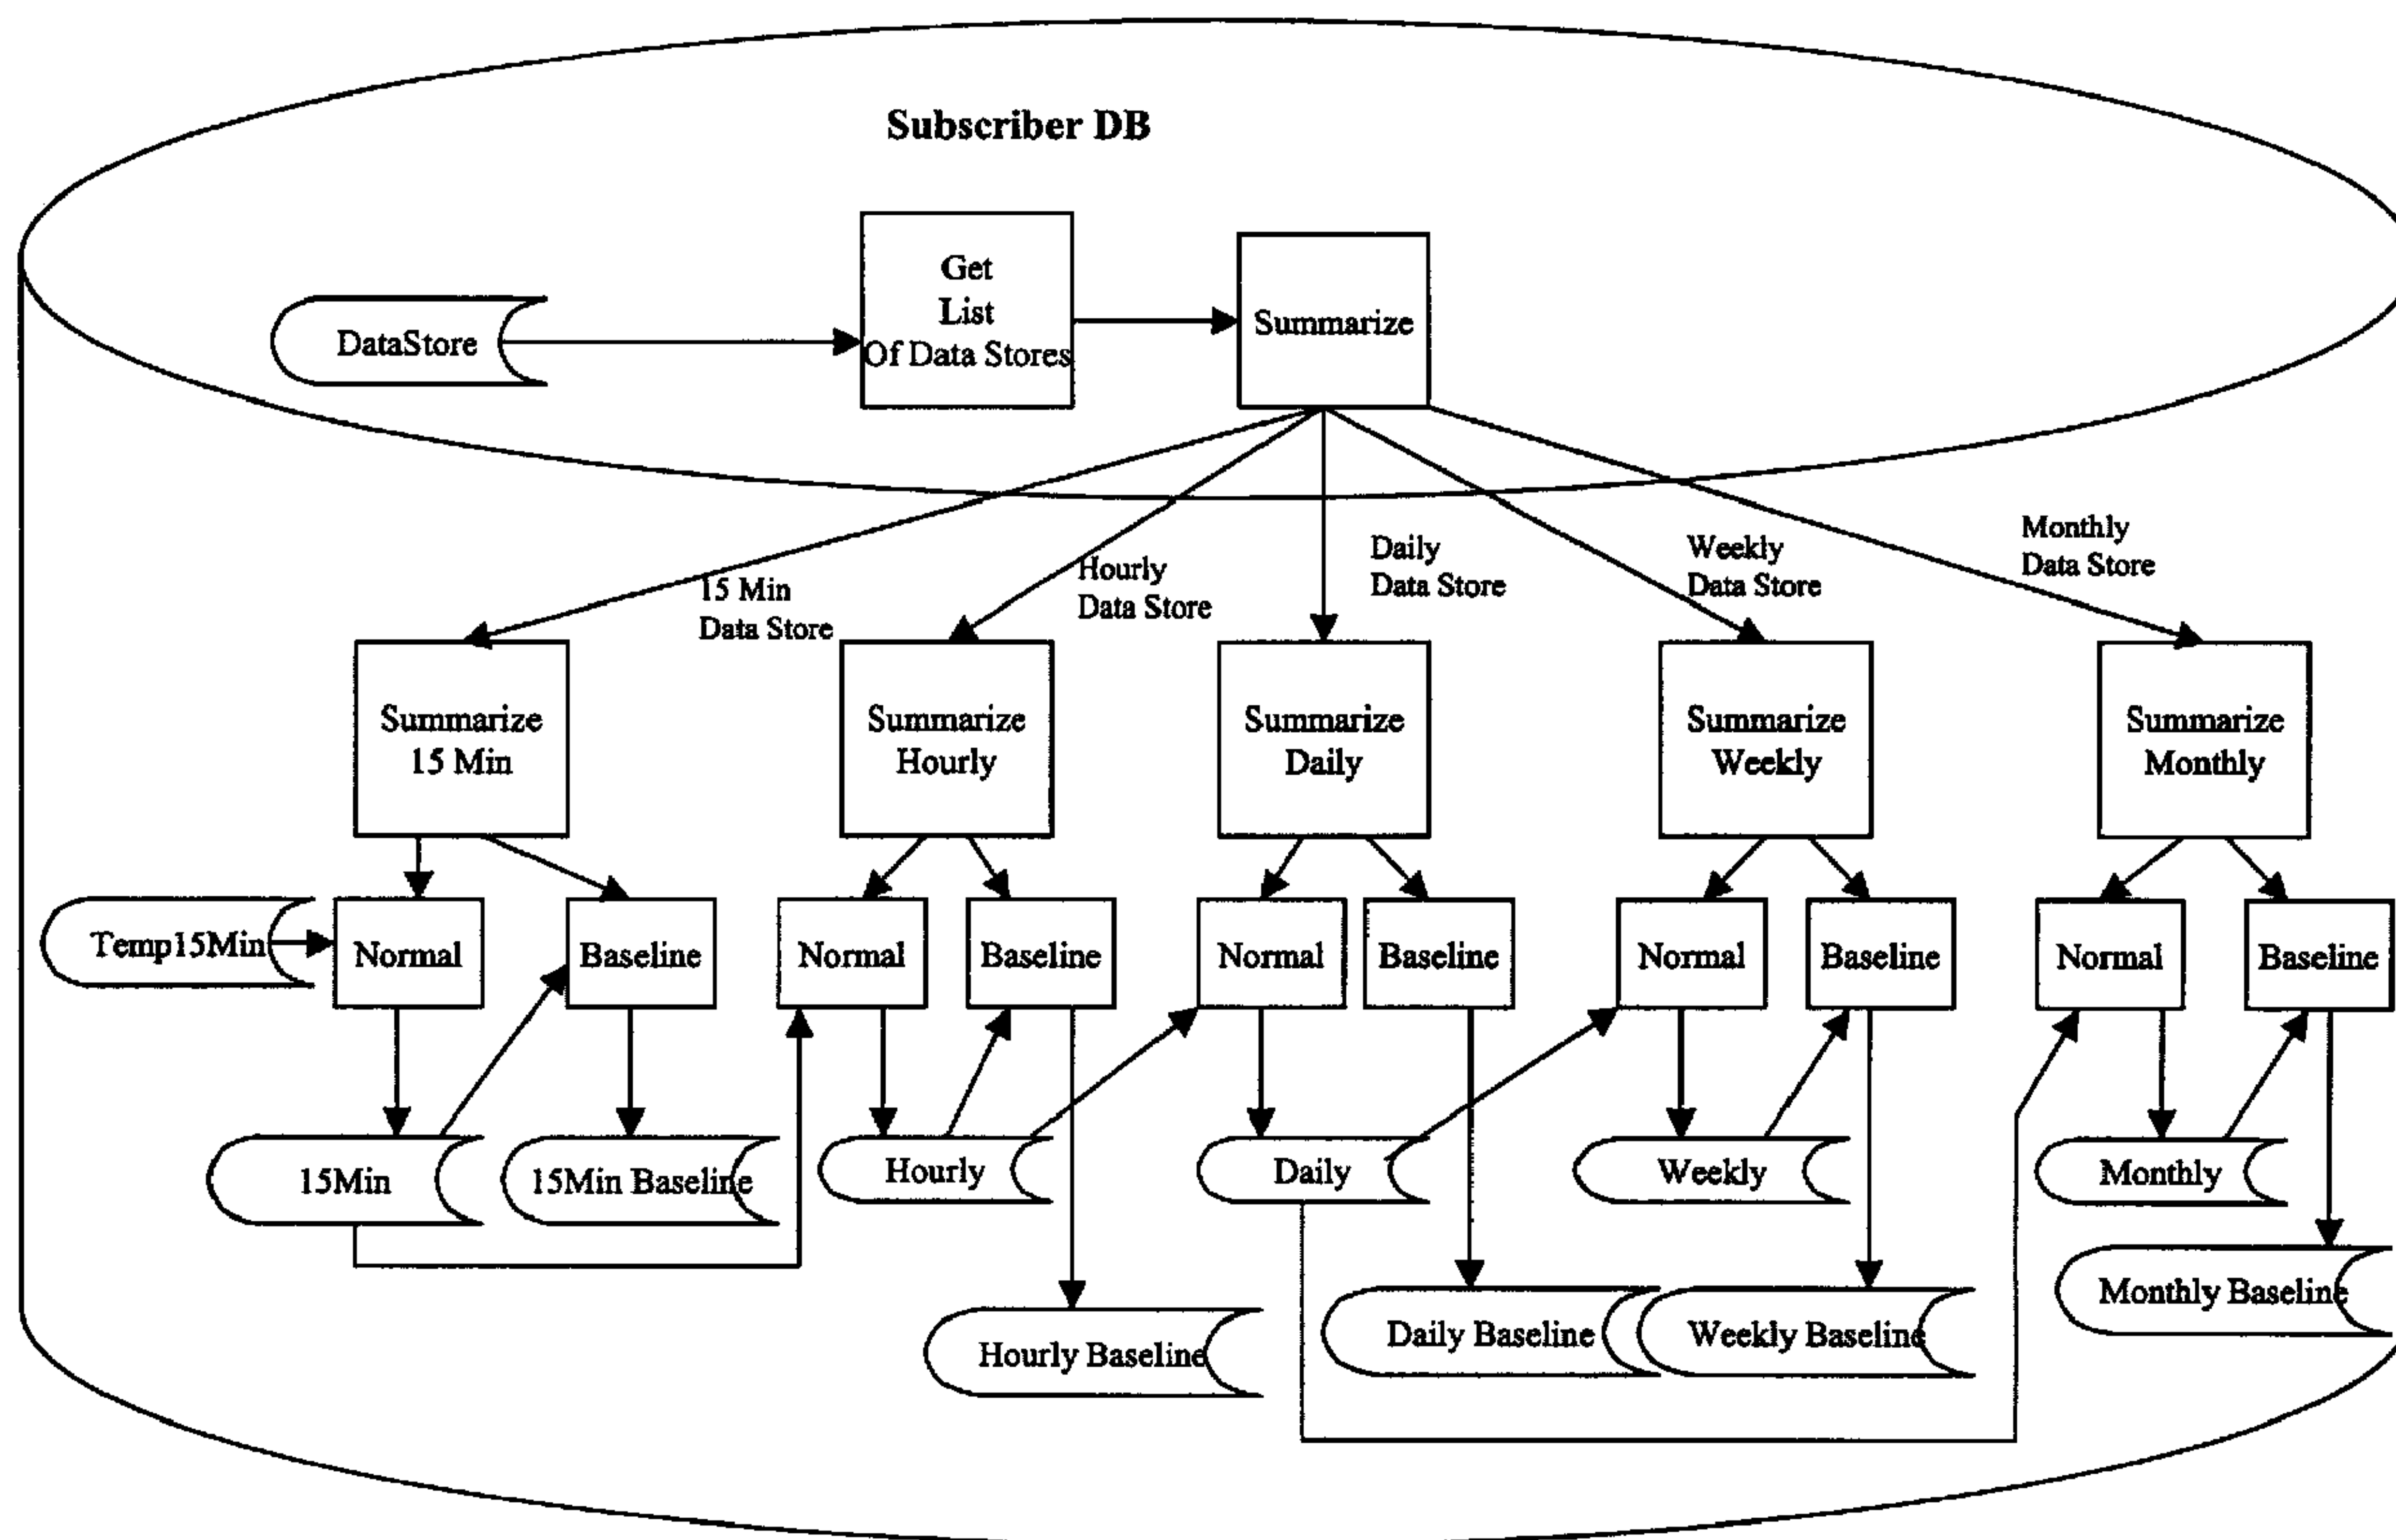 Subscriber DB
Get
List
Of Data Stores
Summarize
DataStore
15 Min
Data Store
Hourly
Data Store
Daily
Data Store
Weekly
Data Store
Monthly
Data Store
Summarize
15 Min
Summarize
Hourly
Summarize
Daily
Summarize
Weekly
Summarize
Monthly
Temp15Min
Normal
Baseline
Normal
Baseline
Normal
Baseline
Normal
Baseline
Normal
Baseline
15Min
15Min Baseline
Hourly
Daily
Weekly
Monthly
Hourly Baseline
Daily Baseline
Weekly Baseline
Monthly Baseline